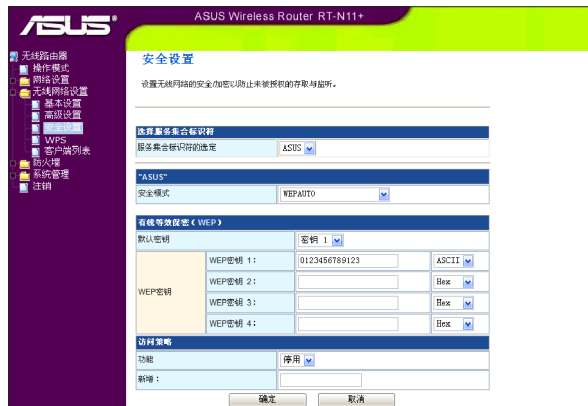 ASUS Wireless Router RT-N11+
ASUS
无线路由器
操作模式
网络设置
无线网络设置
基本设置
高级设置
安全设置
WPS
客户端列表
防火墙
系统管理
注销
安全设置
设置无线网络的安全/加密以防止未被授权的存取与监听。
选择服务集合标识符
服务集合标识符的选定 ASUS
"ASUS"
安全模式 WEPAUTO
有线等效保密(WEP)
默认密钥 密钥 1
WEP密钥
WEP密钥 1: 0123456789123 ASCII
WEP密钥 2: Hex
WEP密钥 3: Hex
WEP密钥 4: Hex
访问策略
功能 停用
新增:
确定 取消